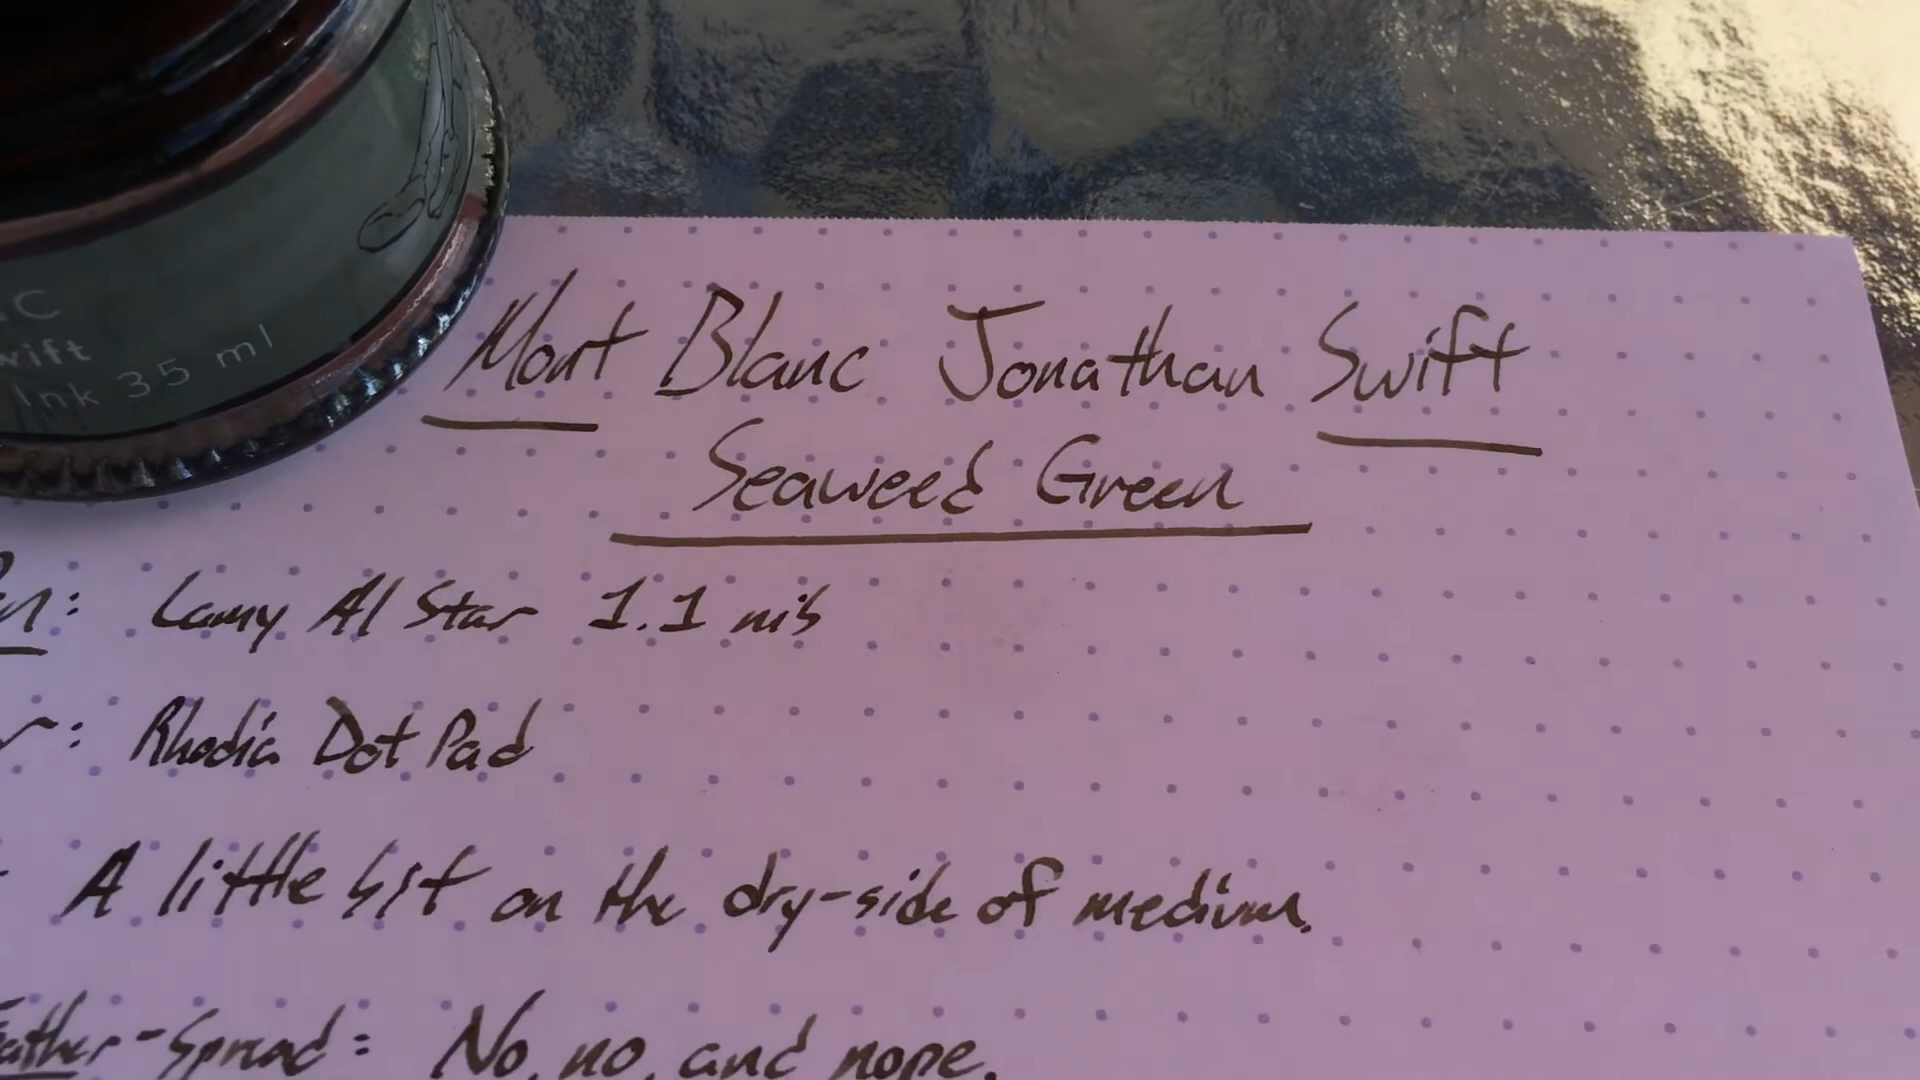 35 ml
Ink
Mont Blanc Jonathan Swift
Seaweed Green
Lamy Al Star 1.1 nib
Rhodia Dot Pad
A little bit on the dry-side of medium.
Spread: No, no, and nope.